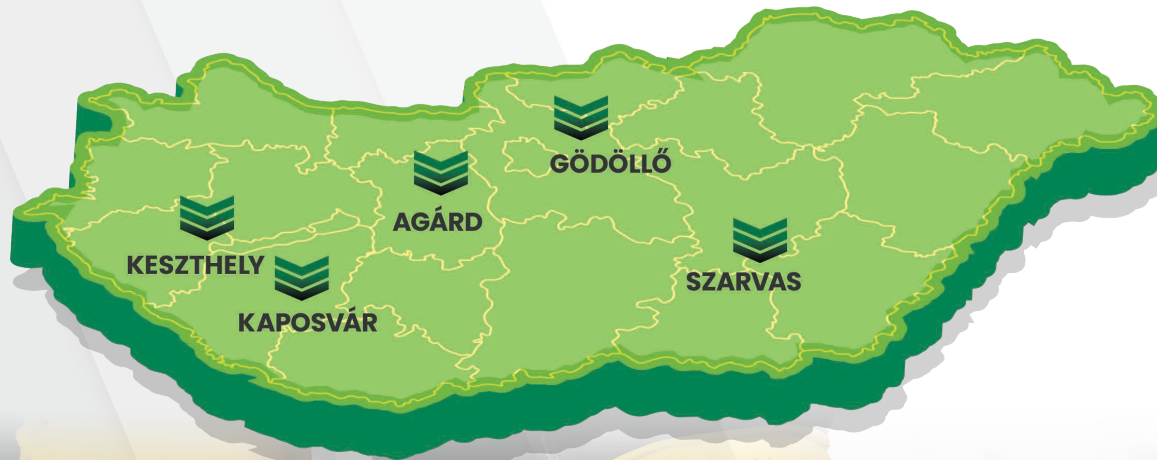 GÖDÖLLŐ
AGÁRD
KESZTHELY
SZARVAS
KAPOSVÁR